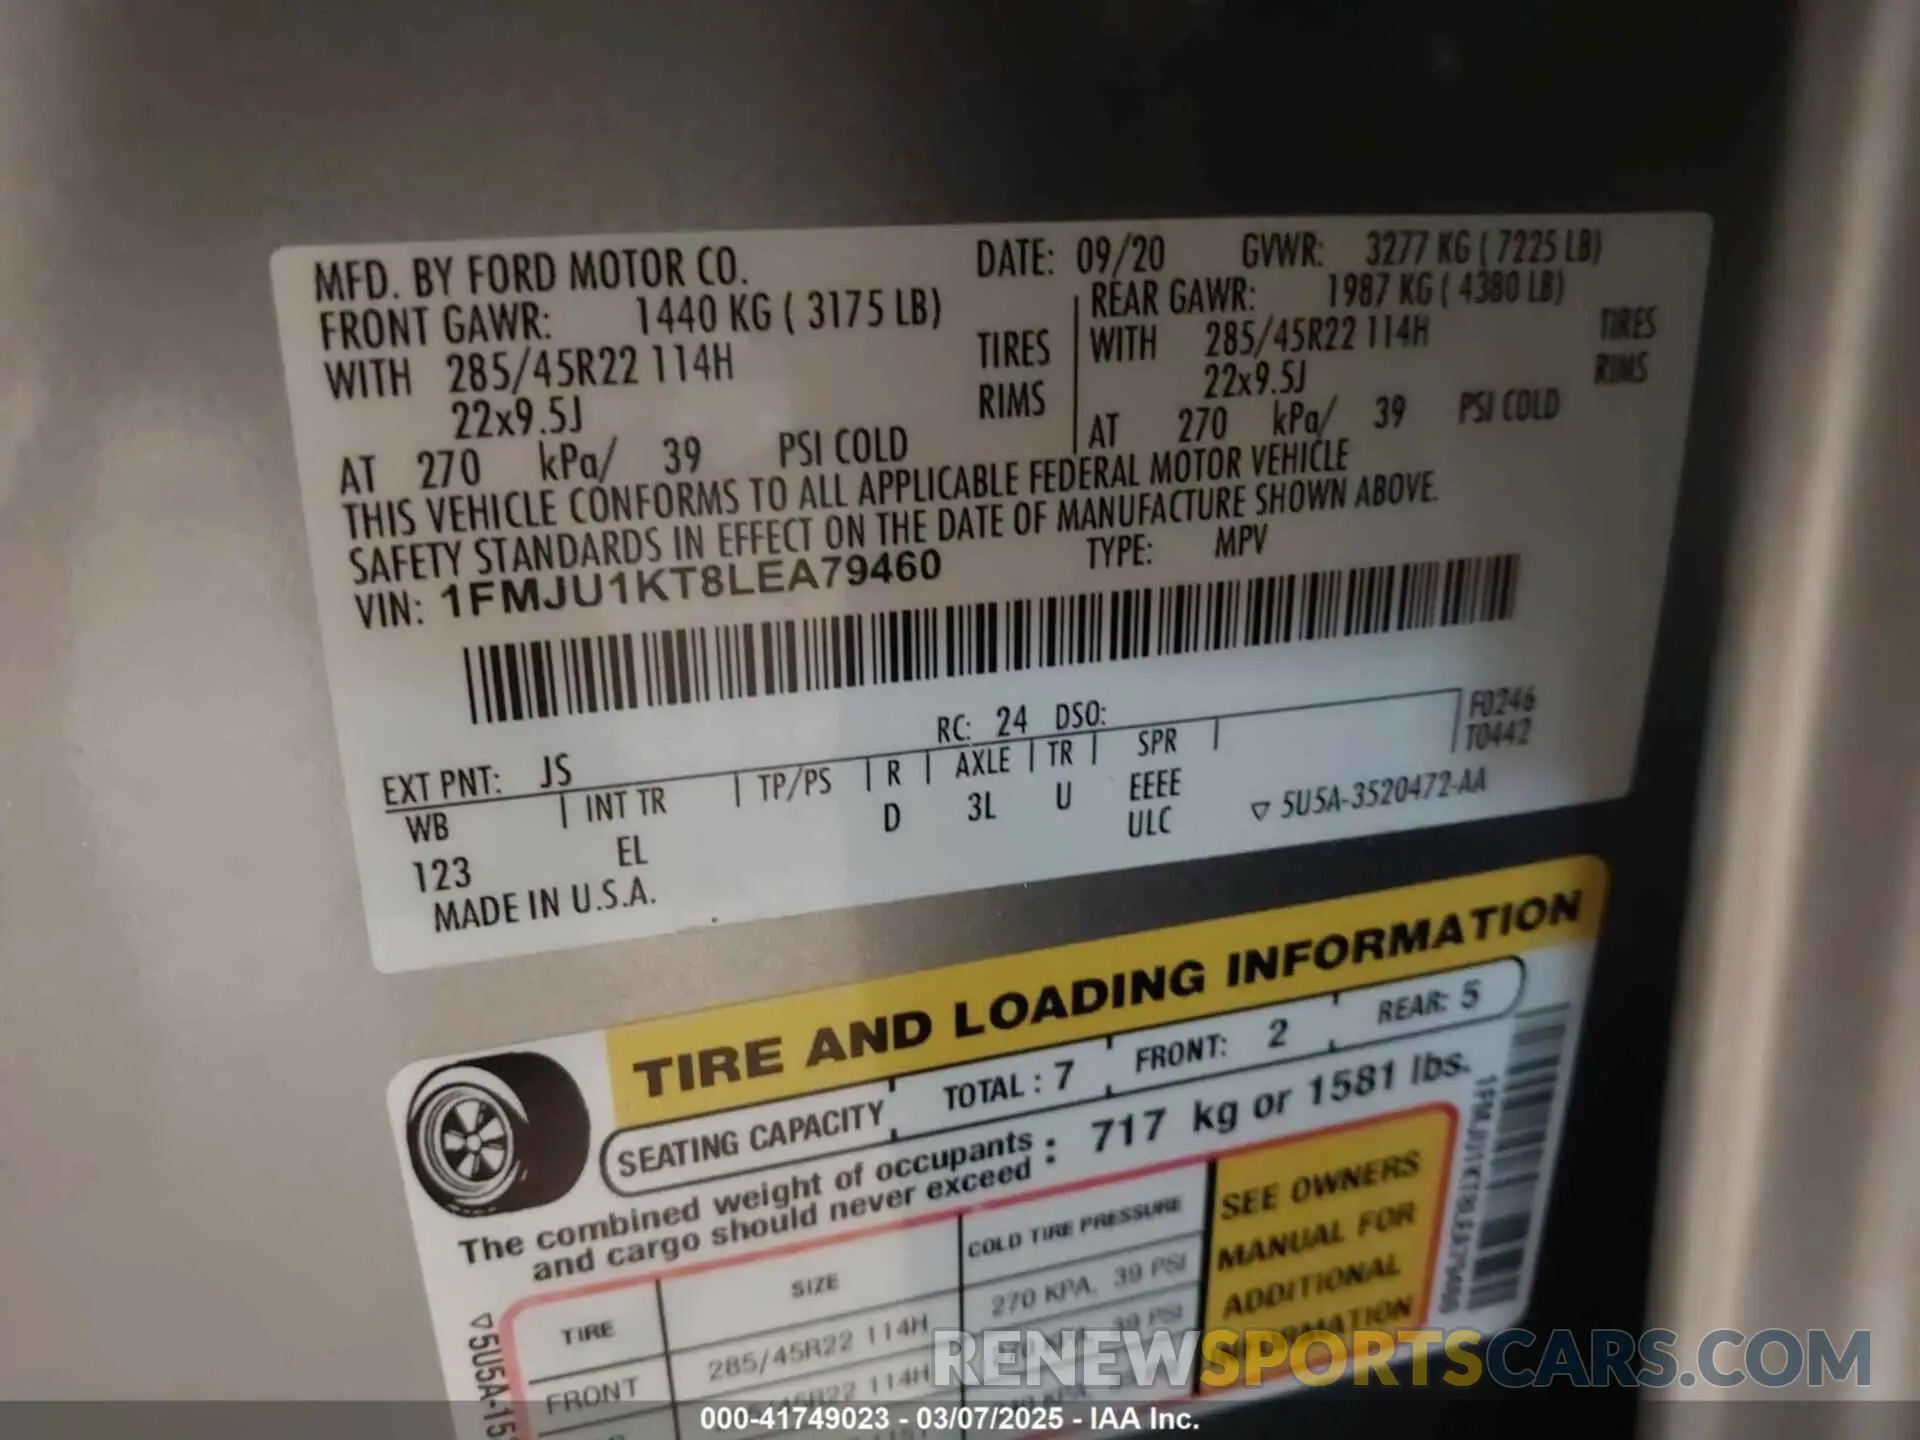 MFD. BY FORD MOTOR CO. DATE: 09/20 GVWR: 3277 KG ( 7225 LB)
FRONT GAWR: 1440 KG ( 3175 LB) REAR GAWR: 1987 KG ( 4380 LB)
WITH 285/45R22 114H TIRES WITH 285/45R22 114H TIRES
22x9.5J RIMS 22x9.5J RIMS
AT 270 kPa/ 39 PSI COLD AT 270 kPa/ 39 PSI COLD
THIS VEHICLE CONFORMS TO ALL APPLICABLE FEDERAL MOTOR VEHICLE
SAFETY STANDARDS IN EFFECT ON THE DATE OF MANUFACTURE SHOWN ABOVE.
VIN: 1FMJU1KT8LEA79460 TYPE: MPV
F0246
EXT PNT: JS RC: 24 DSO: T0442
WB INT TR TP/PS R AXLE TR SPR
123 EL D 3L U EEEE
ULC ▽ 5U5A-3520472-AA
MADE IN U.S.A.
TIRE AND LOADING INFORMATION
SEATING CAPACITY TOTAL : 7 FRONT: 2 REAR: 5
The combined weight of occupants and cargo should never exceed : 717 kg or 1581 lbs.
TIRE SIZE COLD TIRE PRESSURE
FRONT 285/45R22 114H 270 KPA, 39 PSI
114H 39 PSI
SEE OWNERS
MANUAL FOR
ADDITIONAL
INFORMATION
1FMJU1KT8LEA79460
▽5U5A-15
RENEWSPORTSCARS.COM
000-41749023 - 03/07/2025 - IAA Inc.